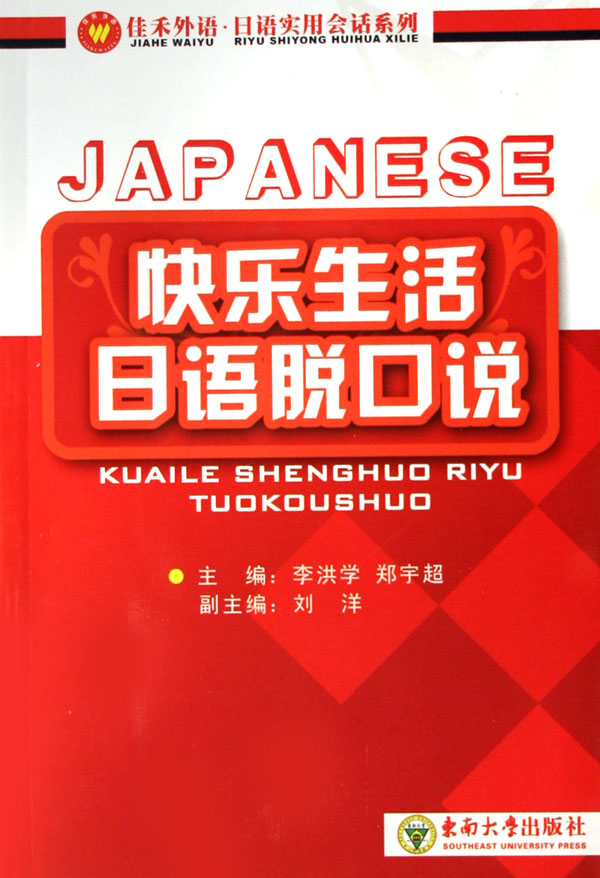 佳禾外语·日语实用会话系列
JIAHE WAIYU RIYU SHIYONG HUIHUA XILIE
JAPANESE
快乐生活
日语脱口说
KUAILE SHENGHUO RIYU
TUOKOUSHUO
主 编：李洪学 郑宇超
副主编：刘 洋
东南大学出版社
SOUTHEAST UNIVERSITY PRESS